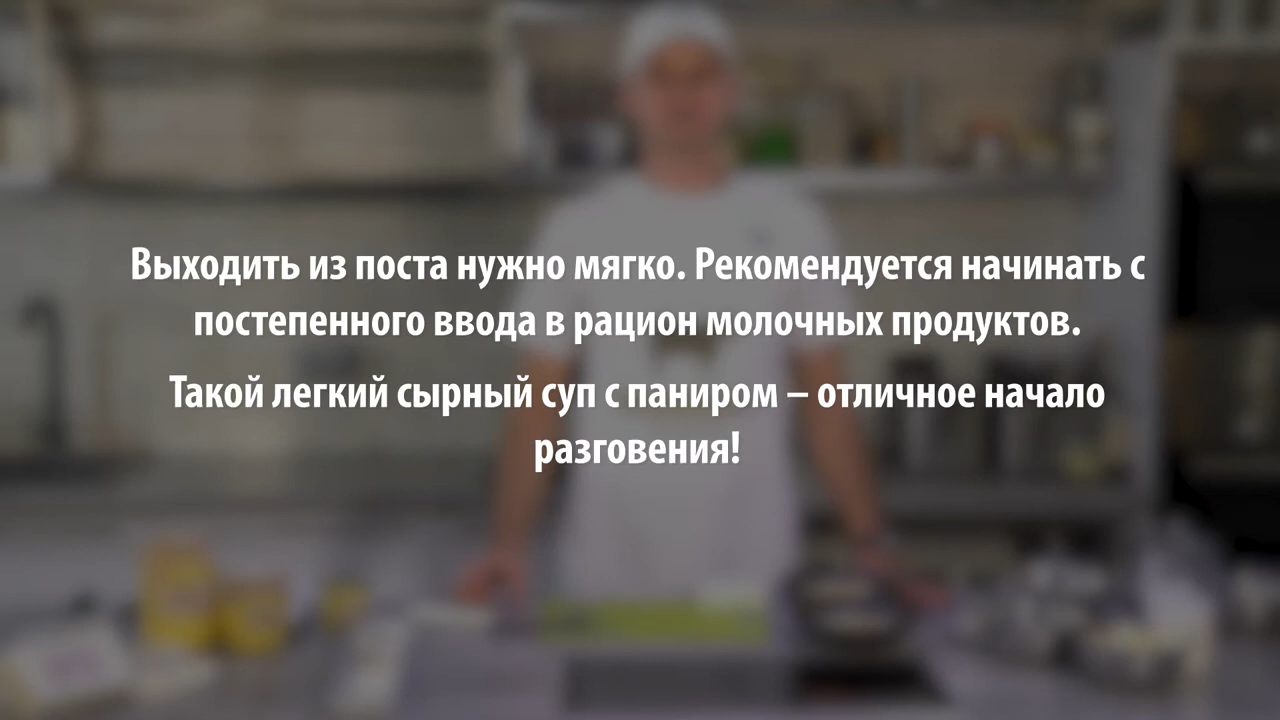 Выходить из поста нужно мягко. Рекомендуется начинать с
постепенного ввода в рацион молочных продуктов.
Такой легкий сырный суп с паниром – отличное начало
разговения!